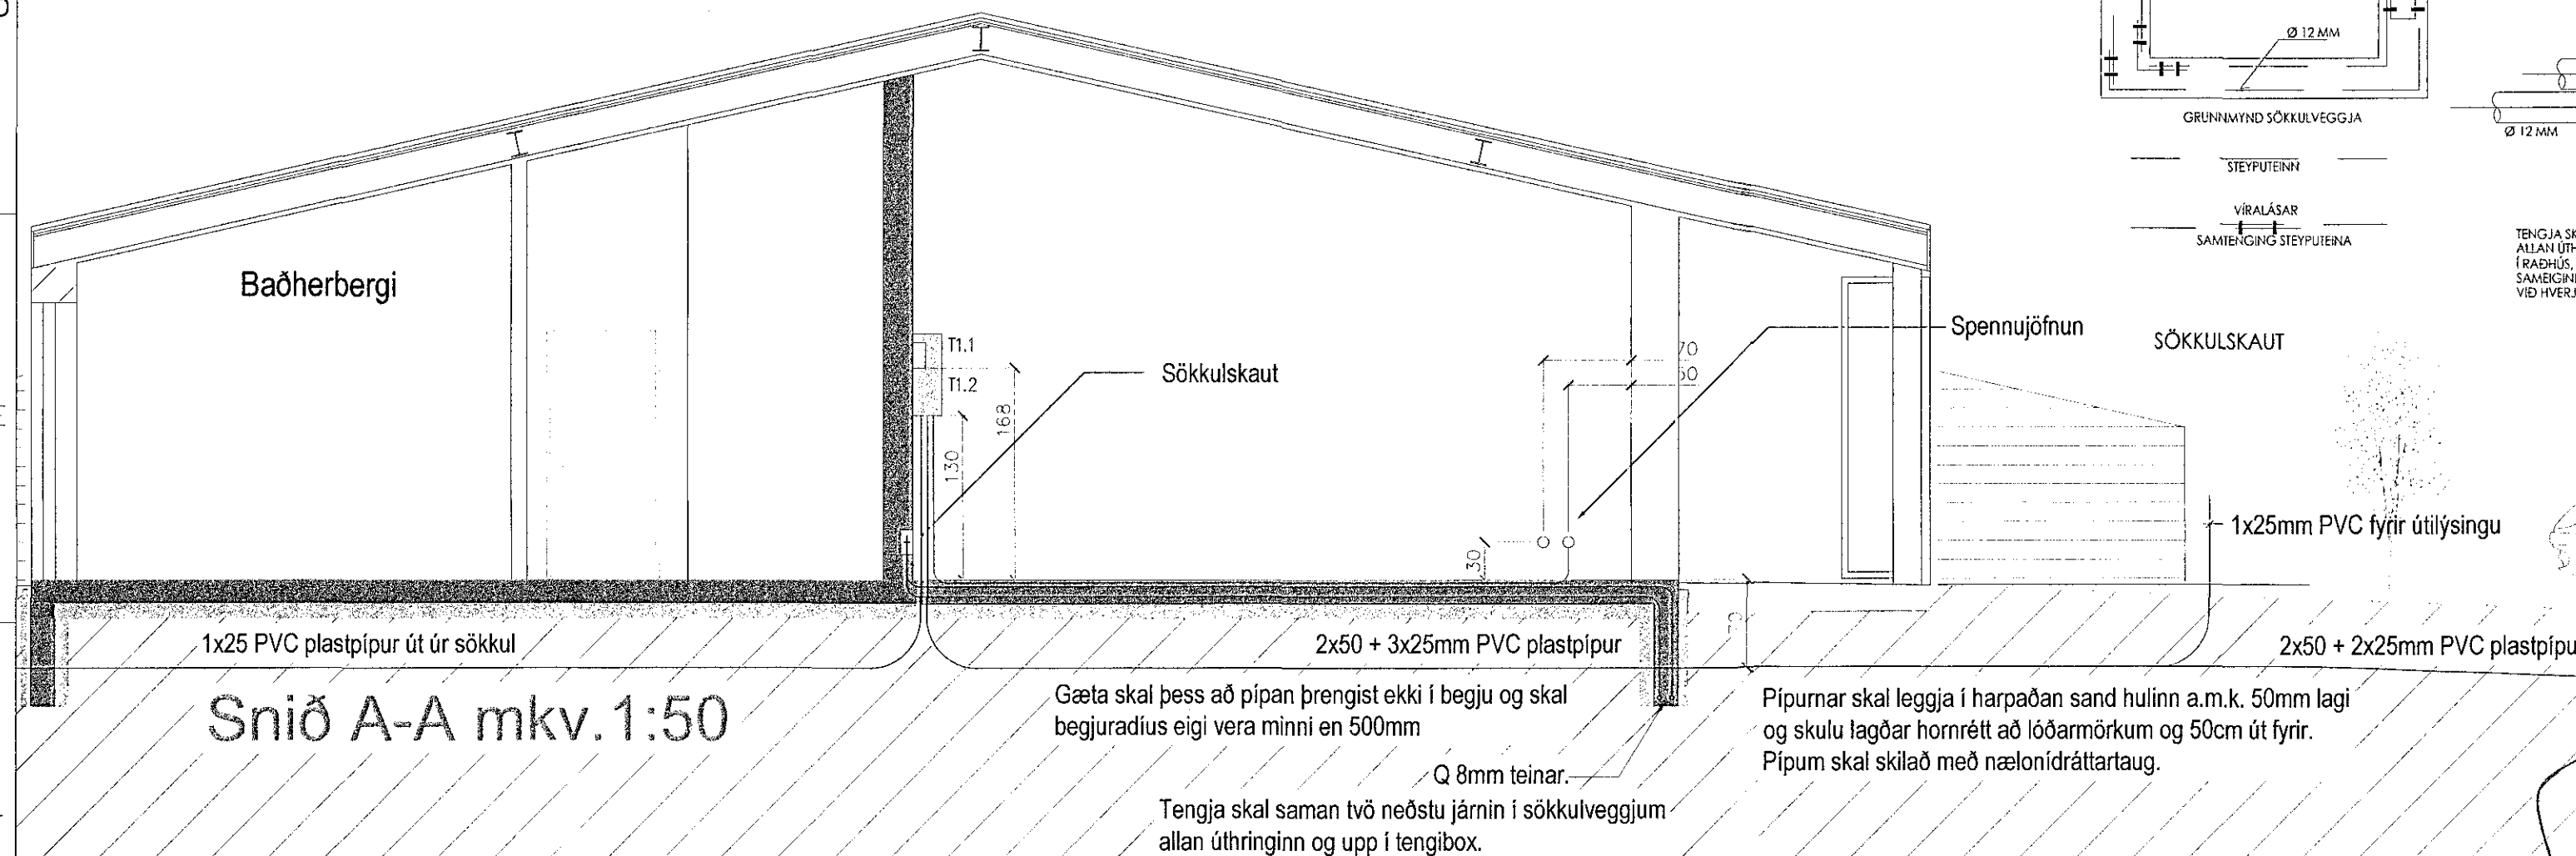 Ø 12 MM
GRUNNMYND SÖKKULVEGGJA
Ø 12 MM
STEYPUTEINN
VÍRALÁSAR
SAMTENGING STEYPUTEINA
TENGJA
ALLAN
Í RAÐHÚS,
VIÐ
SÖKKULSKAUT
Baðherbergi
T1.1
T1.2
Sökkulskaut
Spennujöfnun
168
130
30
1x25mm PVC fyrir útilýsingu
1x25 PVC plastpípur út úr sökkul
2x50 + 3x25mm PVC plastpípur
2x50 + 2x25mm PVC plastpípu
Snið A-A mkv.1:50
Gæta skal þess að pípan þrengist ekki í begju og skal
begjuradíus eigi vera minni en 500mm
Pípurnar skal leggja í harpaðan sand hulinn a.m.k. 50mm lagi
og skulu lagðar hornrétt að lóðarmörkum og 50cm út fyrir.
Pípum skal skilað með nælonídráttartaug.
Q 8mm teinar.
Tengja skal saman tvö neðstu járnin í sökkulveggjum
allan úthringinn og upp í tengibox.